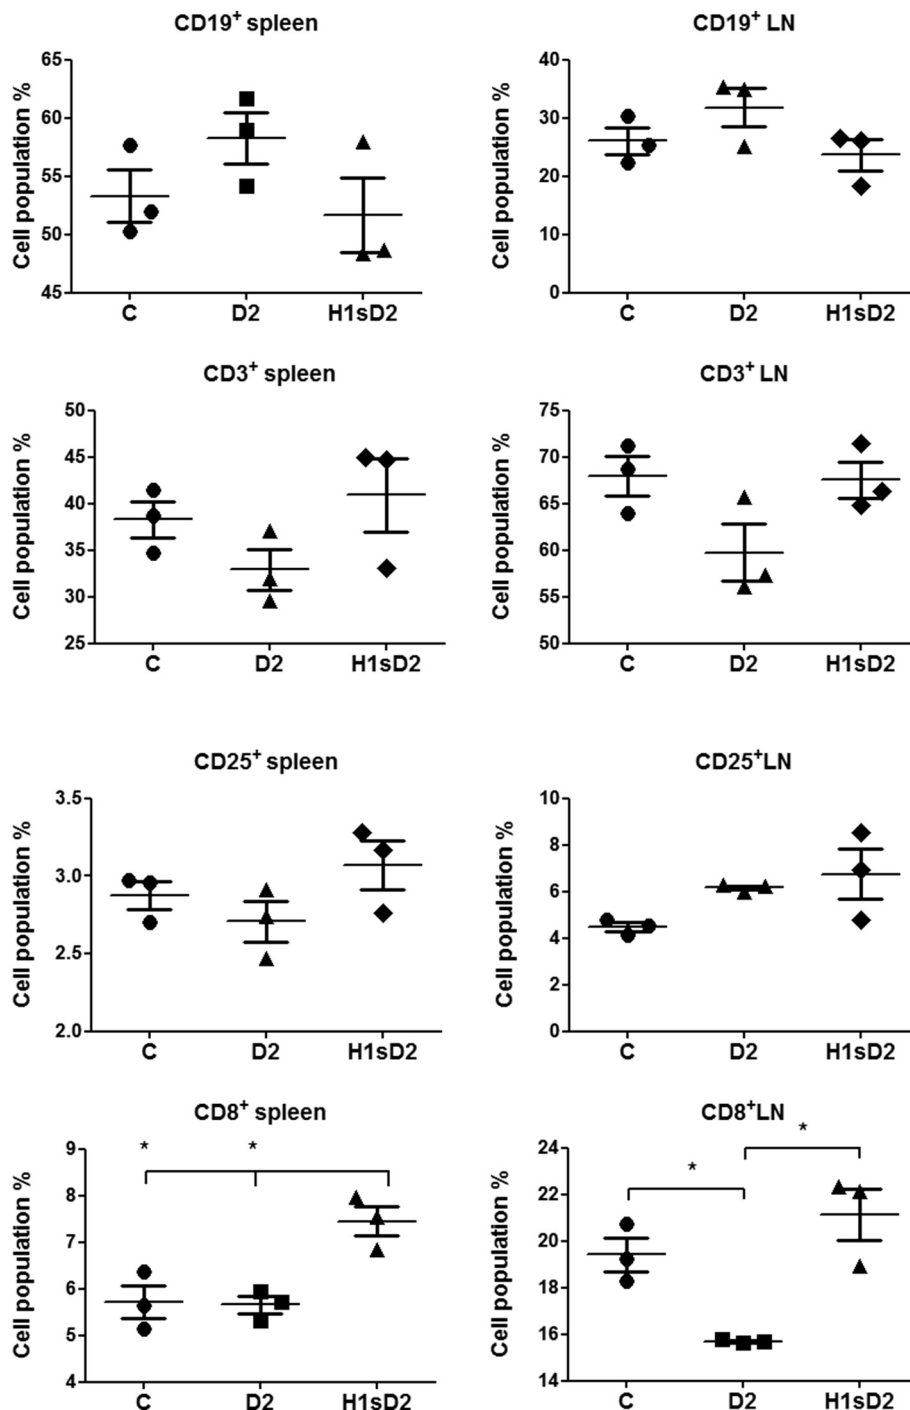 CD19⁺ spleen
Cell population %
65
60
55
50
45
C D2 H1sD2
CD19⁺ LN
Cell population %
40
30
20
10
0
C D2 H1sD2
CD3⁺ spleen
Cell population %
50
45
40
35
30
25
C D2 H1sD2
CD3⁺ LN
Cell population %
75
70
65
60
55
50
C D2 H1sD2
CD25⁺ spleen
Cell population %
3.5
3.0
2.5
2.0
C D2 H1sD2
CD25⁺LN
Cell population %
10
8
6
4
2
0
C D2 H1sD2
CD8⁺ spleen
Cell population %
9
8
7
6
5
4
* *
C D2 H1sD2
CD8⁺LN
Cell population %
24
22
20
18
16
14
* *
C D2 H1sD2